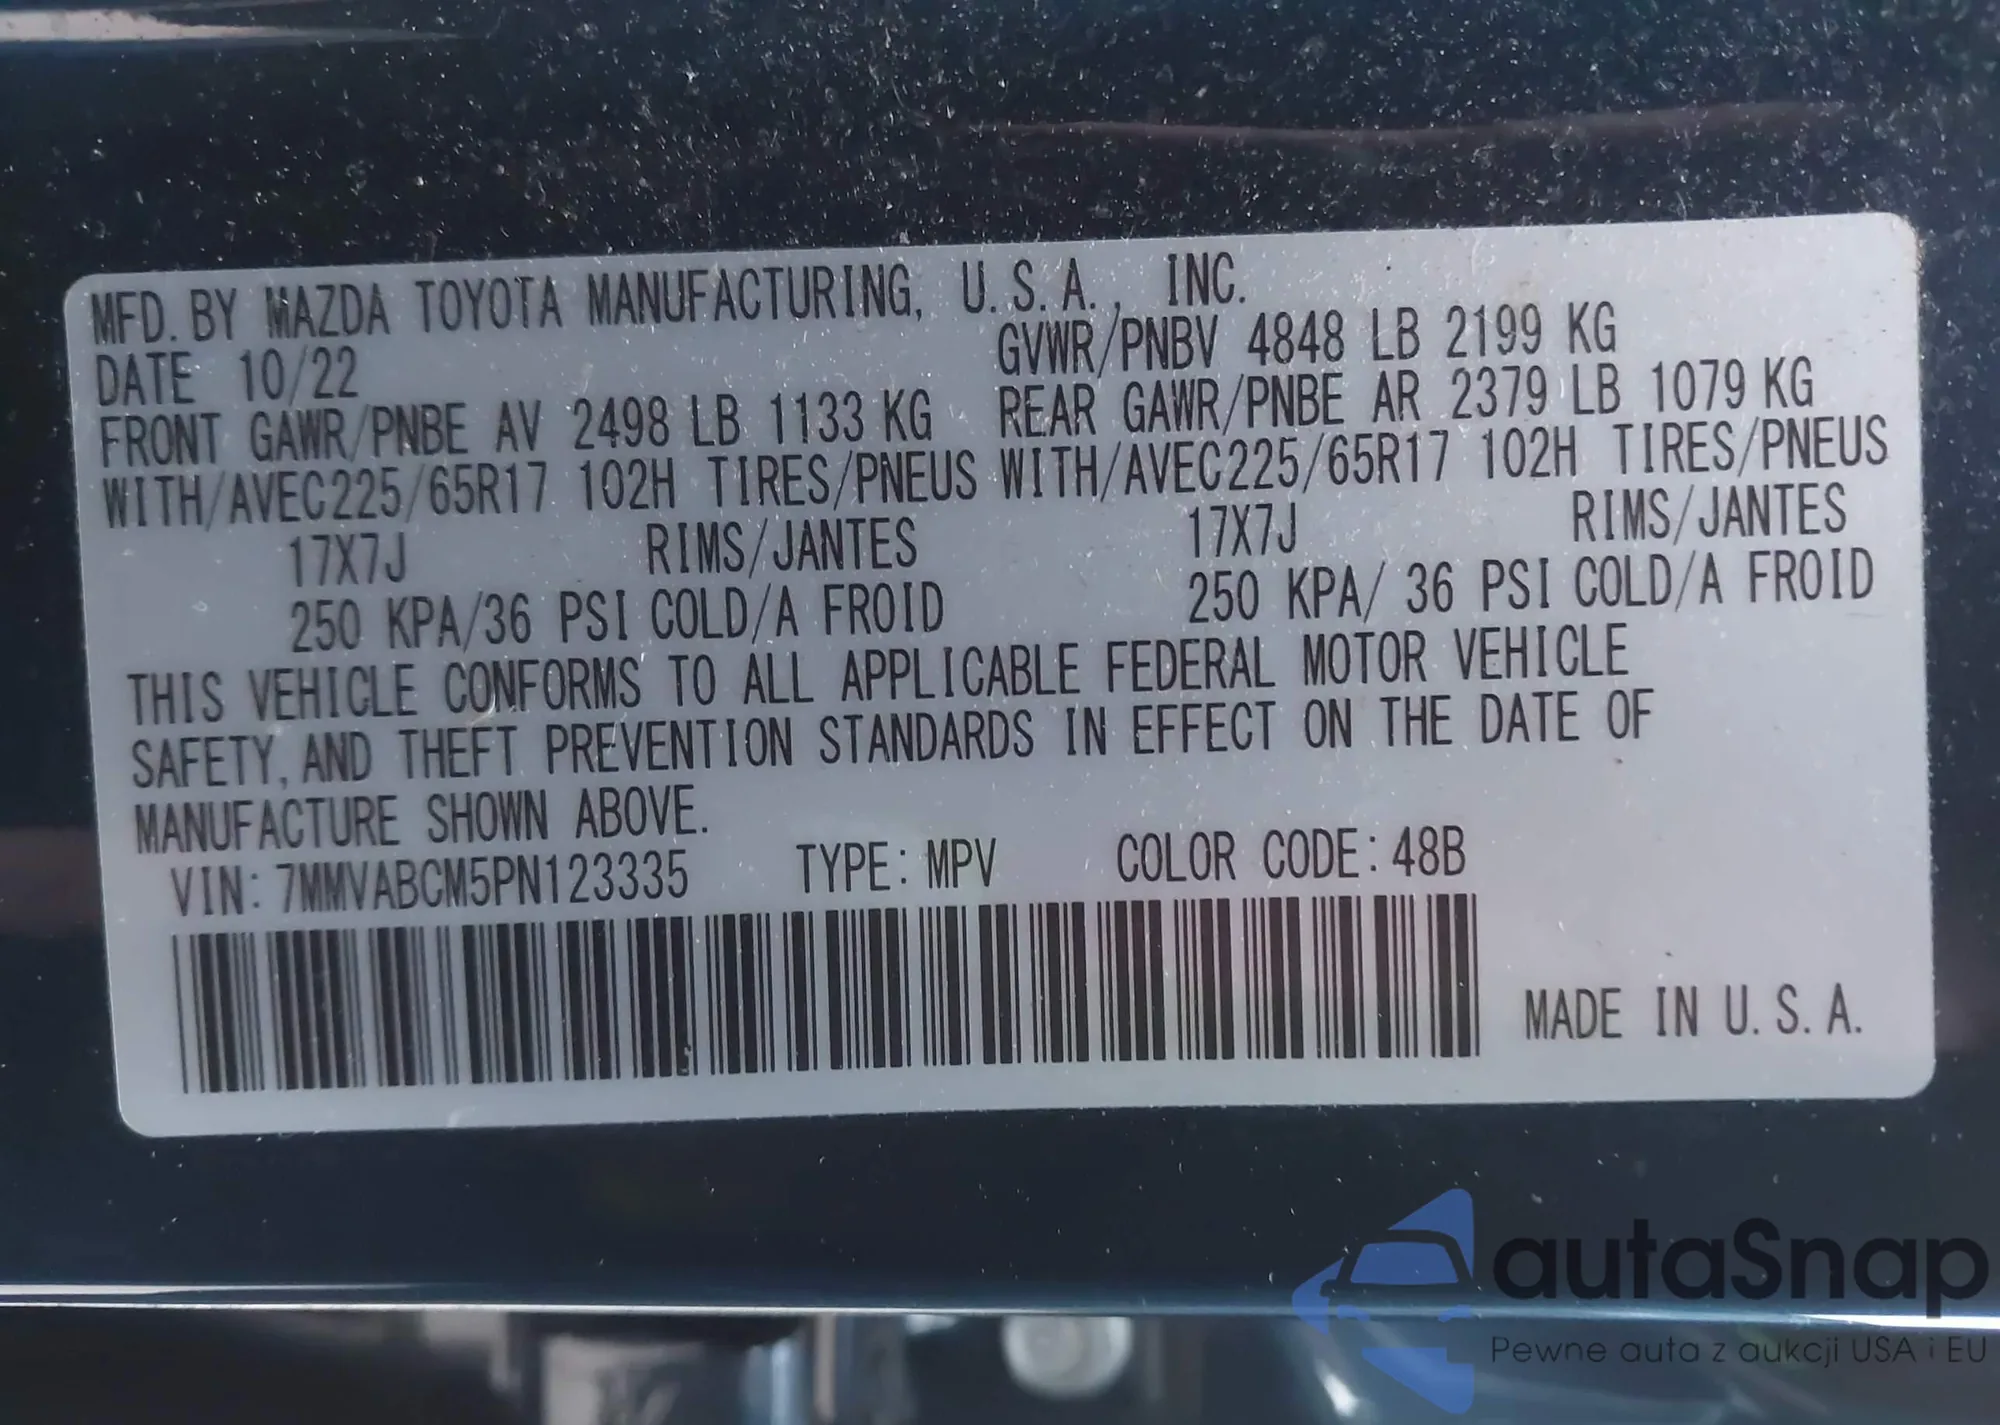 MFD. BY MAZDA TOYOTA MANUFACTURING, U.S.A., INC.
DATE 10/22
GVWR/PNBV 4848 LB 2199 KG
FRONT GAWR/PNBE AV 2498 LB 1133 KG
REAR GAWR/PNBE AR 2379 LB 1079 KG
WITH/AVEC225/65R17 102H TIRES/PNEUS
WITH/AVEC225/65R17 102H TIRES/PNEUS
17X7J RIMS/JANTES
17X7J RIMS/JANTES
250 KPA/36 PSI COLD/A FROID
250 KPA/ 36 PSI COLD/A FROID
THIS VEHICLE CONFORMS TO ALL APPLICABLE FEDERAL MOTOR VEHICLE
SAFETY, AND THEFT PREVENTION STANDARDS IN EFFECT ON THE DATE OF
MANUFACTURE SHOWN ABOVE.
VIN: 7MMVABCM5PN123335 TYPE: MPV COLOR CODE: 48B
MADE IN U.S.A.
autaSnap
Pewne auta z aukcji USA i EU